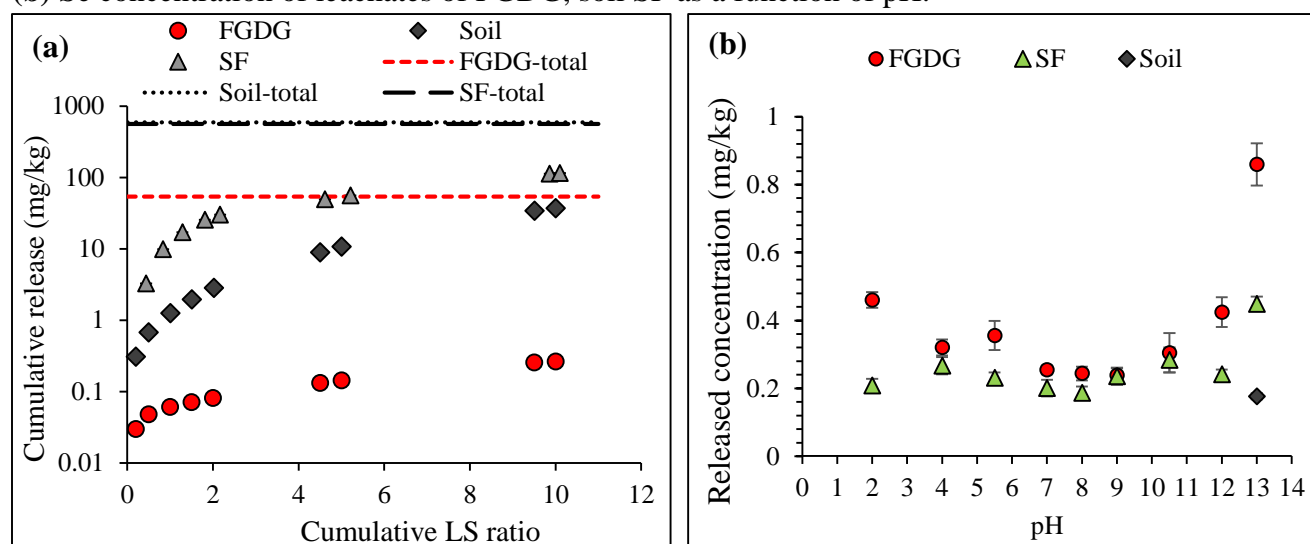 (b) Se concentration of leachates of FGDG, soil SF as a function of pH.
(a)
FGDG
Soil
SF
FGDG-total
Soil-total
SF-total
Cumulative release (mg/kg)
1000
100
10
1
0.1
0.01
0 2 4 6 8 10 12
Cumulative LS ratio
(b)
FGDG
SF
Soil
Released concentration (mg/kg)
1
0.8
0.6
0.4
0.2
0
0 1 2 3 4 5 6 7 8 9 10 11 12 13 14
pH